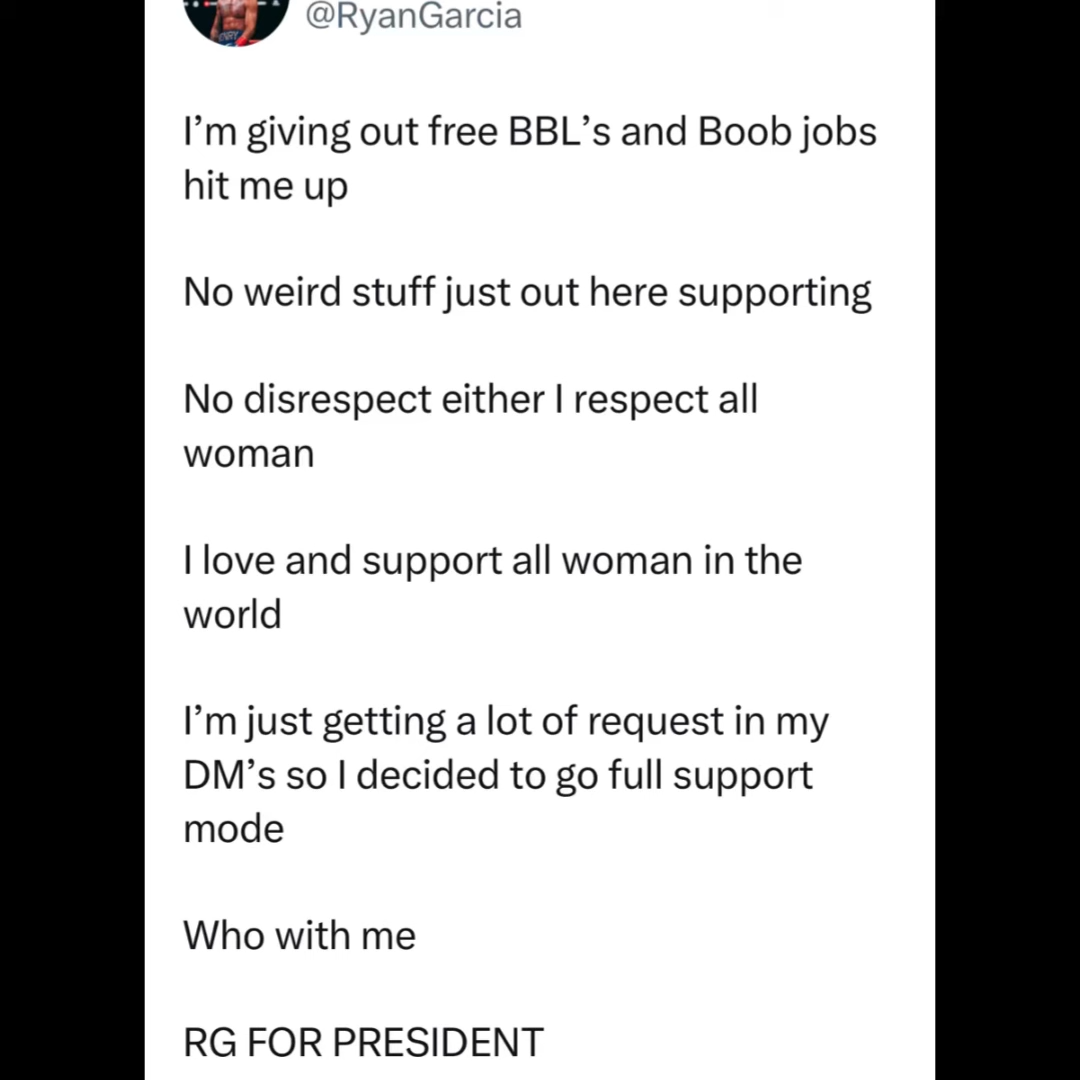 @RyanGarcia
I’m giving out free BBL’s and Boob jobs
hit me up
No weird stuff just out here supporting
No disrespect either I respect all
woman
I love and support all woman in the
world
I’m just getting a lot of request in my
DM’s so I decided to go full support
mode
Who with me
RG FOR PRESIDENT